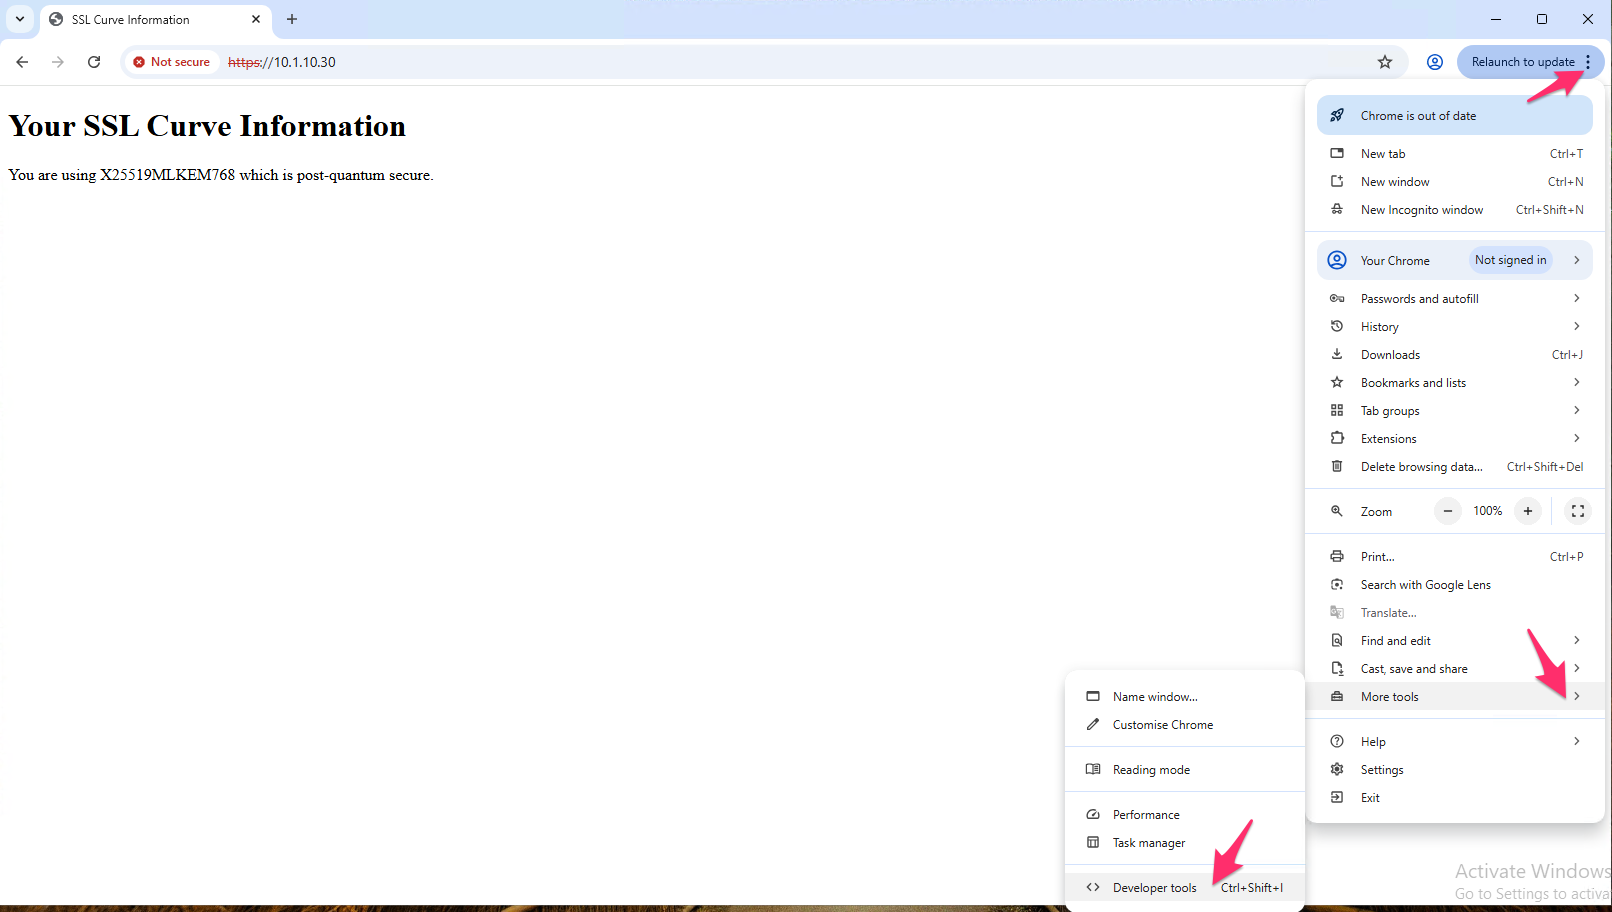 SSL Curve Information
Not secure https://10.1.10.30
Relaunch to update
Your SSL Curve Information
You are using X25519MLKEM768 which is post-quantum secure.
Chrome is out of date
New tab Ctrl+T
New window Ctrl+N
New Incognito window Ctrl+Shift+N
Your Chrome Not signed in
Passwords and autofill
History
Downloads Ctrl+J
Bookmarks and lists
Tab groups
Extensions
Delete browsing data... Ctrl+Shift+Del
Zoom − 100% +
Print... Ctrl+P
Search with Google Lens
Translate...
Find and edit
Cast, save and share
More tools
Help
Settings
Exit
Name window...
Customise Chrome
Reading mode
Performance
Task manager
Developer tools Ctrl+Shift+I
Activate Windows
Go to Settings to activa